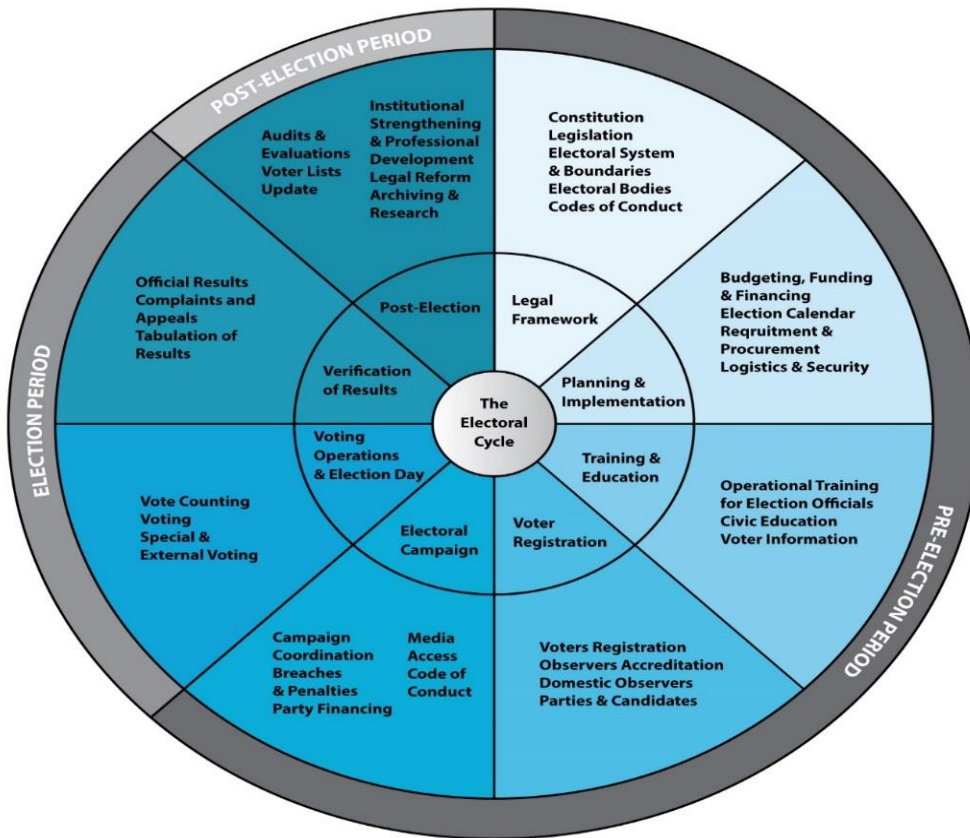 POST-ELECTION PERIOD
ELECTION PERIOD
PRE-ELECTION PERIOD
The
Electoral
Cycle
Legal
Framework
Constitution
Legislation
Electoral System
& Boundaries
Electoral Bodies
Codes of Conduct
Planning &
Implementation
Budgeting, Funding
& Financing
Election Calendar
Reqruitment &
Procurement
Logistics & Security
Training &
Education
Operational Training
for Election Officials
Civic Education
Voter Information
Voter
Registration
Voters Registration
Observers Accreditation
Domestic Observers
Parties & Candidates
Electoral
Campaign
Campaign
Coordination
Breaches
& Penalties
Party Financing
Media
Access
Code of
Conduct
Voting
Operations
& Election Day
Vote Counting
Voting
Special &
External Voting
Verification
of Results
Official Results
Complaints and
Appeals
Tabulation of
Results
Post-Election
Audits &
Evaluations
Voter Lists
Update
Institutional
Strengthening
& Professional
Development
Legal Reform
Archiving &
Research